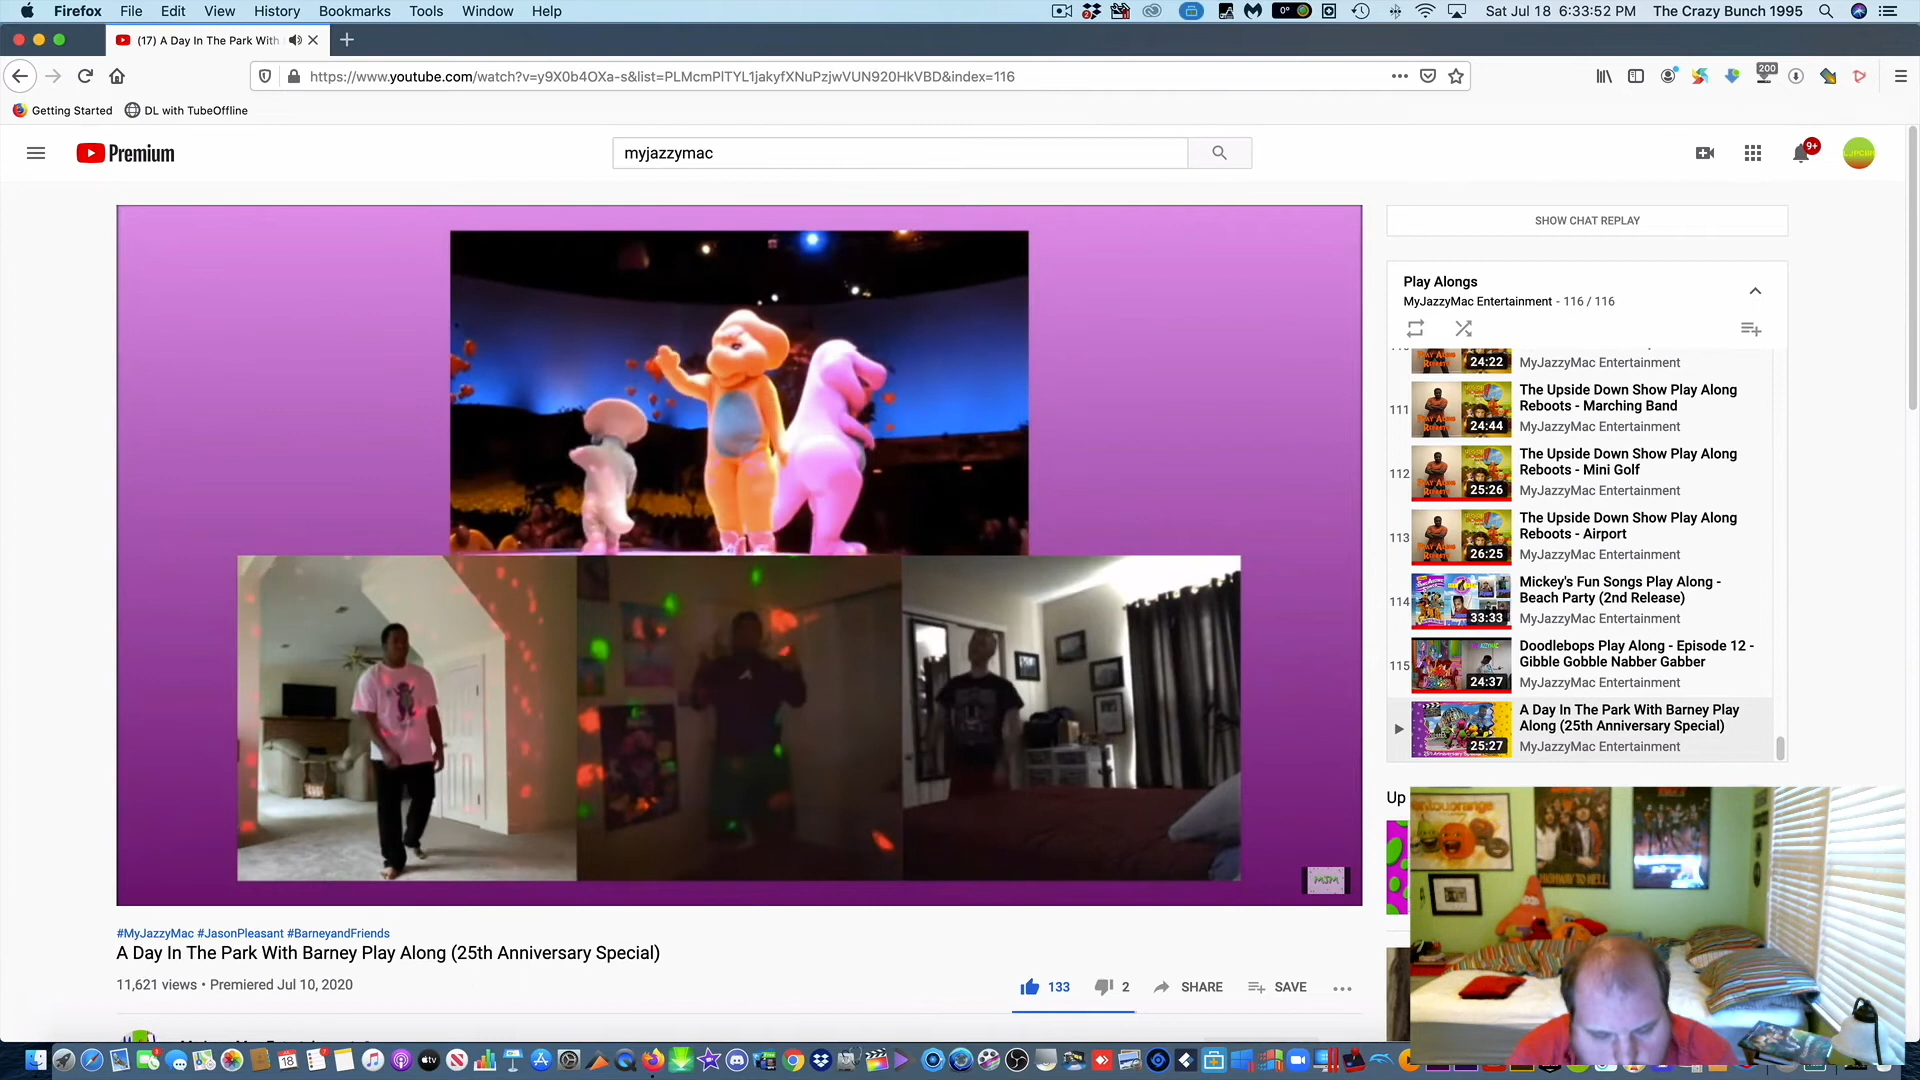 Firefox File Edit View History Bookmarks Tools Window Help
0°
Sat Jul 18 6:33:52 PM The Crazy Bunch 1995
(17) A Day In The Park With
https://www.youtube.com/watch?v=y9X0b4OXa-s&list=PLMcmPlTYL1jakyfXNuPzjwVUN920HkVBD&index=116
200
Getting Started DL with TubeOffline
Premium
myjazzymac
9+
SHOW CHAT REPLAY
Play Alongs
MyJazzyMac Entertainment - 116 / 116
24:22
MyJazzyMac Entertainment
111
The Upside Down Show Play Along
Reboots - Marching Band
24:44
MyJazzyMac Entertainment
112
The Upside Down Show Play Along
Reboots - Mini Golf
25:26
MyJazzyMac Entertainment
113
The Upside Down Show Play Along
Reboots - Airport
26:25
MyJazzyMac Entertainment
114
Mickey's Fun Songs Play Along -
Beach Party (2nd Release)
33:33
MyJazzyMac Entertainment
115
Doodlebops Play Along - Episode 12 -
Gibble Gobble Nabber Gabber
24:37
MyJazzyMac Entertainment
A Day In The Park With Barney Play
Along (25th Anniversary Special)
25:27
MyJazzyMac Entertainment
Up
HIGHWAY TO HELL
MJM
#MyJazzyMac #JasonPleasant #BarneyandFriends
A Day In The Park With Barney Play Along (25th Anniversary Special)
11,621 views • Premiered Jul 10, 2020
133 2 SHARE SAVE